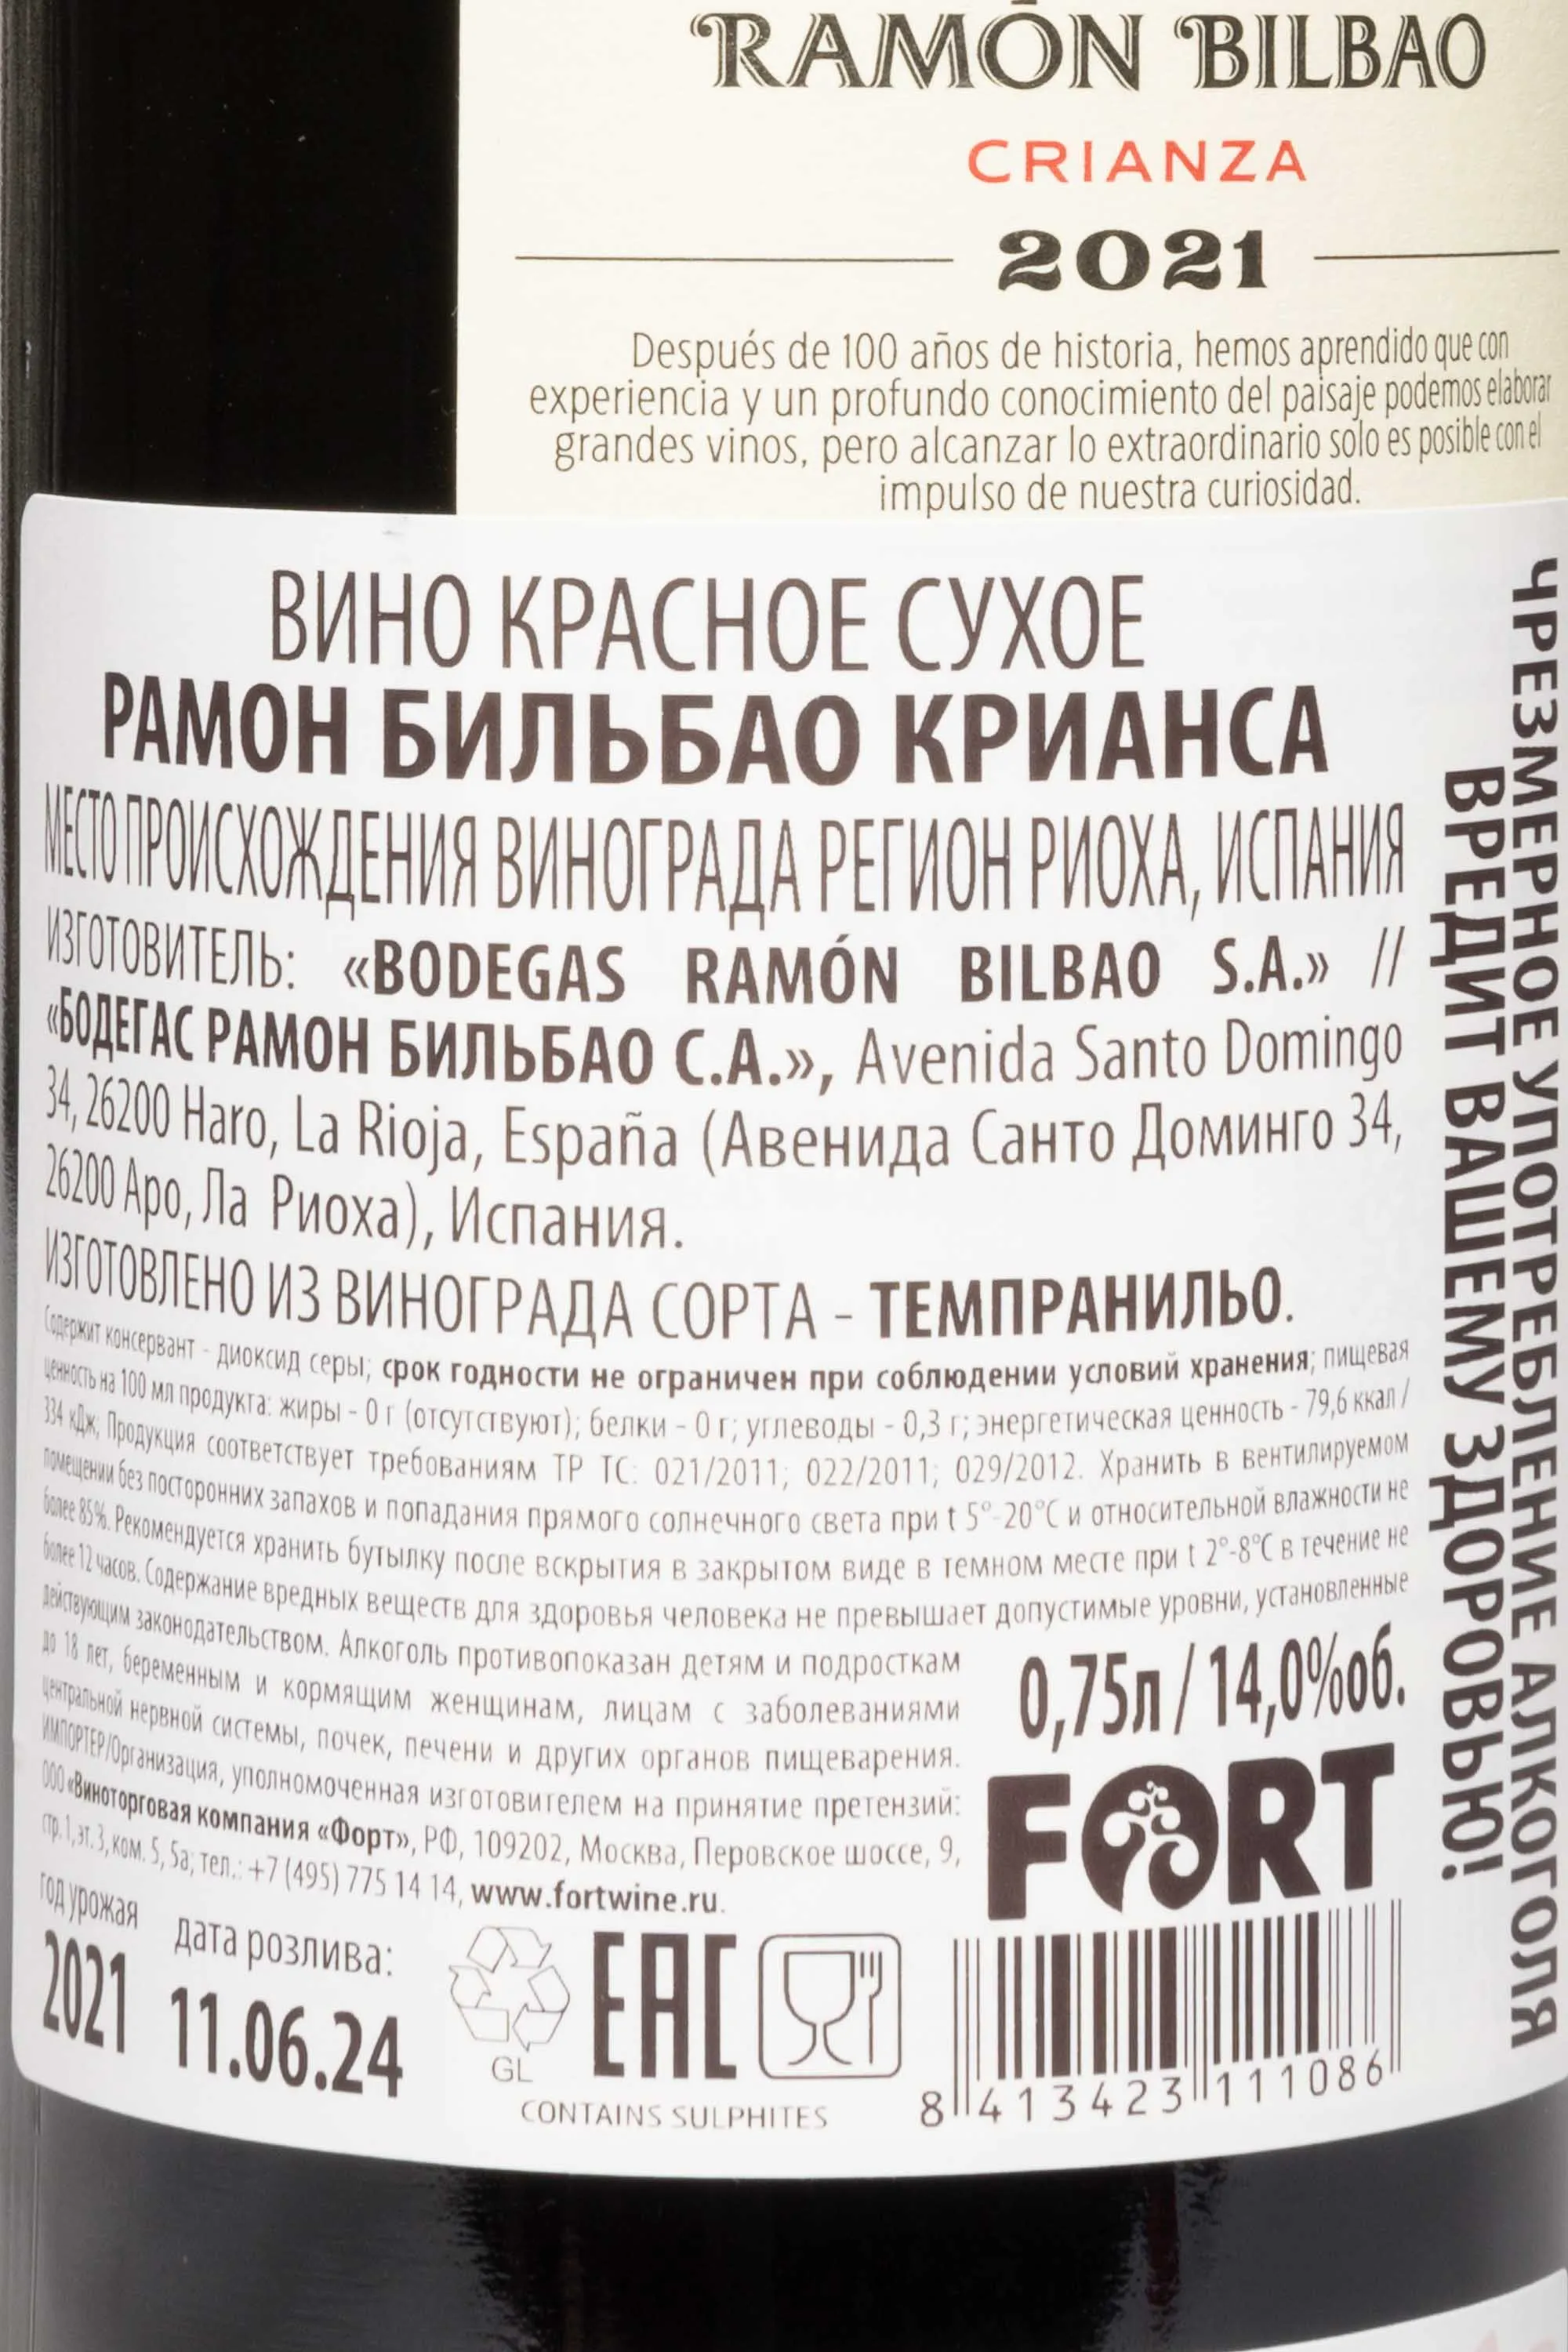 RAMÓN BILBAO
CRIANZA
2021
Después de 100 años de historia, hemos aprendido que con
experiencia y un profundo conocimiento del paisaje podemos elaborar
grandes vinos, pero alcanzar lo extraordinario solo es posible con el
impulso de nuestra curiosidad.
ВИНО КРАСНОЕ СУХОЕ
РАМОН БИЛЬБАО КРИАНСА
МЕСТО ПРОИСХОЖДЕНИЯ ВИНОГРАДА РЕГИОН РИОХА, ИСПАНИЯ
ИЗГОТОВИТЕЛЬ: «BODEGAS RAMÓN BILBAO S.A.» //
«БОДЕГАС РАМОН БИЛЬБАО С.А.», Avenida Santo Domingo
34, 26200 Haro, La Rioja, España (Авенида Санто Доминго 34,
26200 Аро, Ла Риоха), Испания.
ИЗГОТОВЛЕНО ИЗ ВИНОГРАДА СОРТА - ТЕМПРАНИЛЬО.
Содержит консервант - диоксид серы; срок годности не ограничен при соблюдении условий хранения; пищевая
ценность на 100 мл продукта: жиры - 0 г (отсутствуют); белки - 0 г; углеводы - 0,3 г; энергетическая ценность - 79,6 ккал /
334 кДж; Продукция соответствует требованиям ТР ТС: 021/2011; 022/2011; 029/2012. Хранить в вентилируемом
помещении без посторонних запахов и попадания прямого солнечного света при t 5°-20°C и относительной влажности не
более 85%. Рекомендуется хранить бутылку после вскрытия в закрытом виде в темном месте при t 2°-8°C в течение не
более 12 часов. Содержание вредных веществ для здоровья человека не превышает допустимые уровни, установленные
действующим законодательством. Алкоголь противопоказан детям и подросткам
до 18 лет, беременным и кормящим женщинам, лицам с заболеваниями
центральной нервной системы, почек, печени и других органов пищеварения.
ИМПОРТЕР/Организация, уполномоченная изготовителем на принятие претензий:
ООО «Виноторговая компания «Форт», РФ, 109202, Москва, Перовское шоссе, 9,
стр. 1, эт. 3, ком. 5, 5а; тел.: +7 (495) 775 14 14, www.fortwine.ru.
0,75л / 14,0%об.
FORT
год урожая
2021
дата розлива:
11.06.24
GL
EAC
CONTAINS SULPHITES
8 413423 111086
ЧРЕЗМЕРНОЕ УПОТРЕБЛЕНИЕ АЛКОГОЛЯ
ВРЕДИТ ВАШЕМУ ЗДОРОВЬЮ!